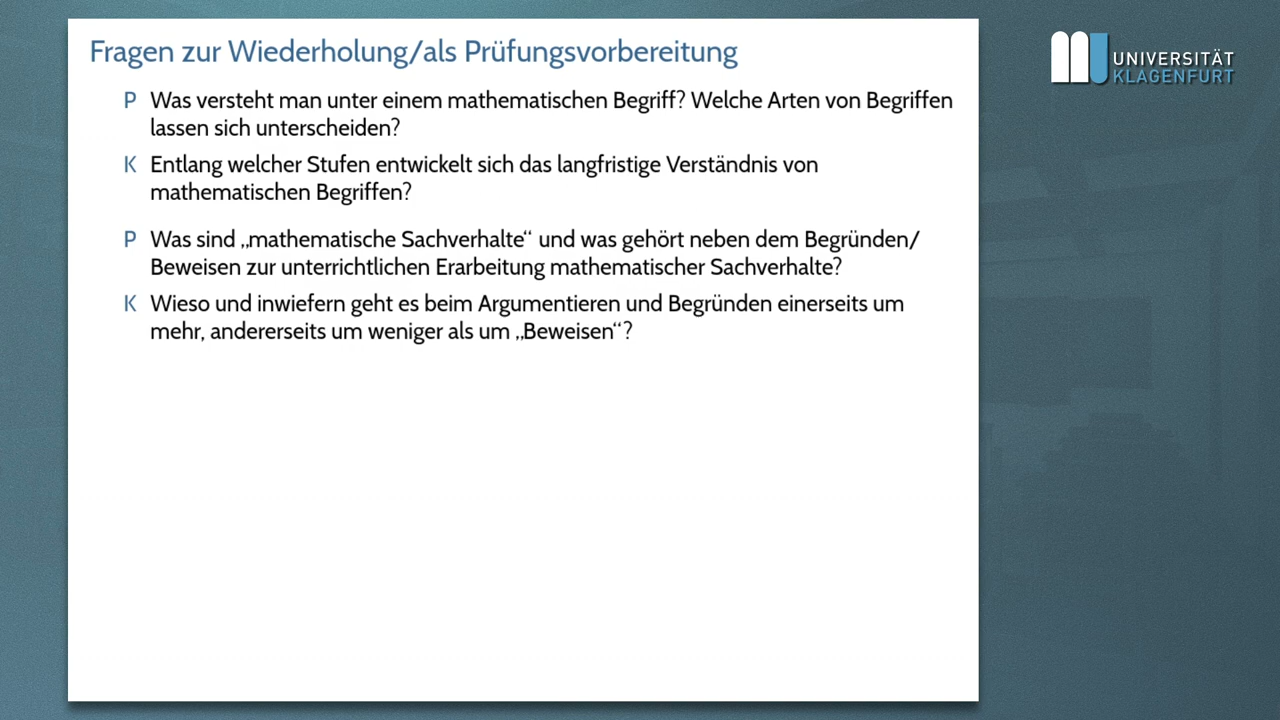 Fragen zur Wiederholung/als Prüfungsvorbereitung
P Was versteht man unter einem mathematischen Begriff? Welche Arten von Begriffen
lassen sich unterscheiden?
K Entlang welcher Stufen entwickelt sich das langfristige Verständnis von
mathematischen Begriffen?
P Was sind „mathematische Sachverhalte“ und was gehört neben dem Begründen/
Beweisen zur unterrichtlichen Erarbeitung mathematischer Sachverhalte?
K Wieso und inwiefern geht es beim Argumentieren und Begründen einerseits um
mehr, andererseits um weniger als um „Beweisen“?
UNIVERSITÄT
KLAGENFURT